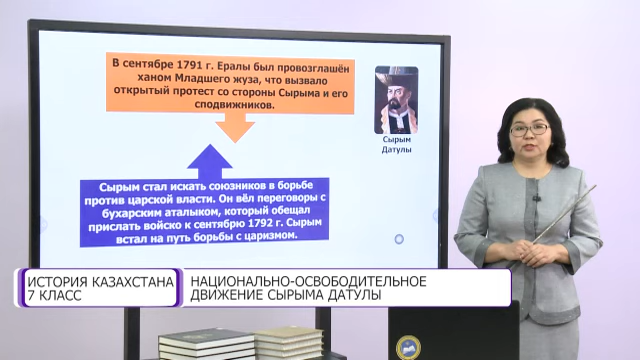 В сентябре 1791 г. Ералы был провозглашён
ханом Младшего жуза, что вызвало
открытый протест со стороны Сырыма и его
сподвижников.
Сырым
Датулы
Сырым стал искать союзников в борьбе
против царской власти. Он вёл переговоры с
бухарским аталыком, который обещал
прислать войско к сентябрю 1792 г. Сырым
встал на путь борьбы с царизмом.
ИСТОРИЯ КАЗАХСТАНА
7 КЛАСС
НАЦИОНАЛЬНО-ОСВОБОДИТЕЛЬНОЕ
ДВИЖЕНИЕ СЫРЫМА ДАТУЛЫ